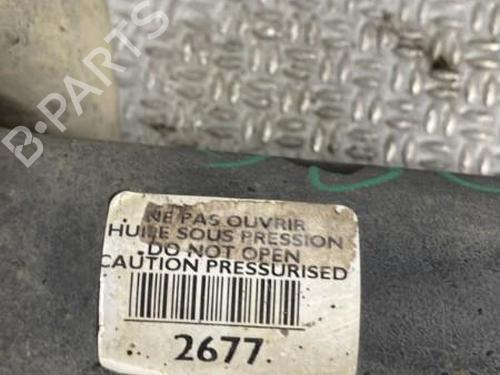 B-PARTS
NE PAS OUVRIR
HUILE SOUS PRESSION
DO NOT OPEN
CAUTION PRESSURISED
2677